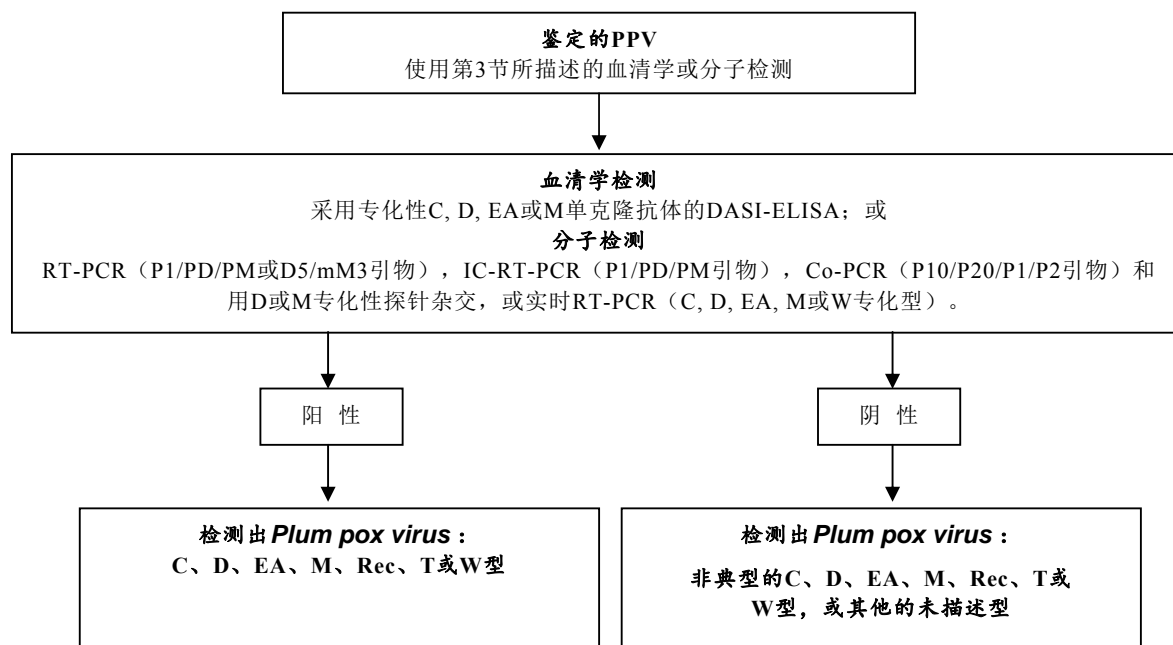 鉴定的PPV
使用第3节所描述的血清学或分子检测
血清学检测
采用专化性C, D, EA或M单克隆抗体的DASI-ELISA；或
分子检测
RT-PCR（P1/PD/PM或D5/mM3引物），IC-RT-PCR（P1/PD/PM引物），Co-PCR（P10/P20/P1/P2引物）和
用D或M专化性探针杂交，或实时RT-PCR（C, D, EA, M或W专化型）。
阳 性
阴 性
检测出Plum pox virus：
C、D、EA、M、Rec、T或W型
检测出Plum pox virus：
非典型的C、D、EA、M、Rec、T或
W型，或其他的未描述型